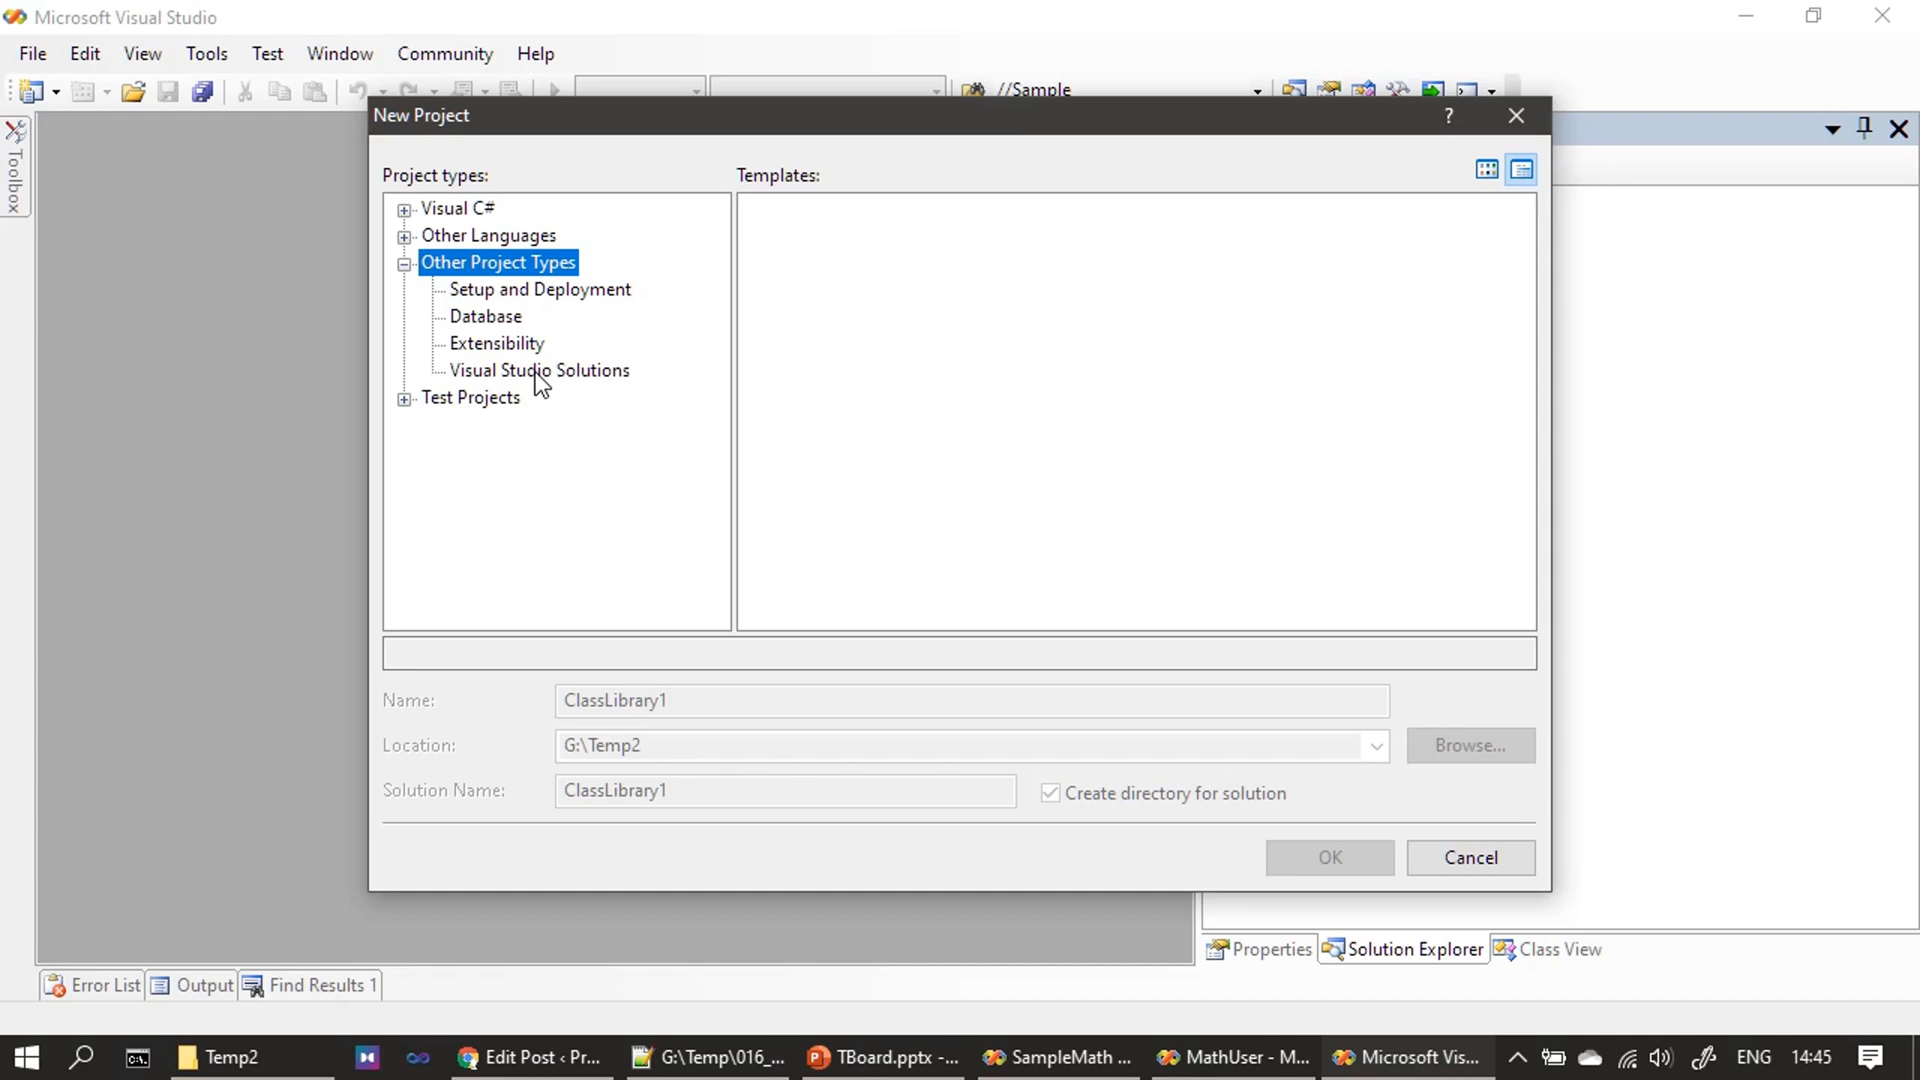 Microsoft Visual Studio
File Edit View Tools Test Window Community Help
//Sample
New Project
?
Toolbox
Project types:
Templates:
Visual C#
Other Languages
Other Project Types
Setup and Deployment
Database
Extensibility
Visual Studio Solutions
Test Projects
Name: ClassLibrary1
Location: G:\Temp2 Browse...
Solution Name: ClassLibrary1 Create directory for solution
OK Cancel
Properties Solution Explorer Class View
Error List Output Find Results 1
Temp2 Edit Post ‹ Pr... G:\Temp\016_... TBoard.pptx -... SampleMath ... MathUser - M... Microsoft Vis... ENG 14:45